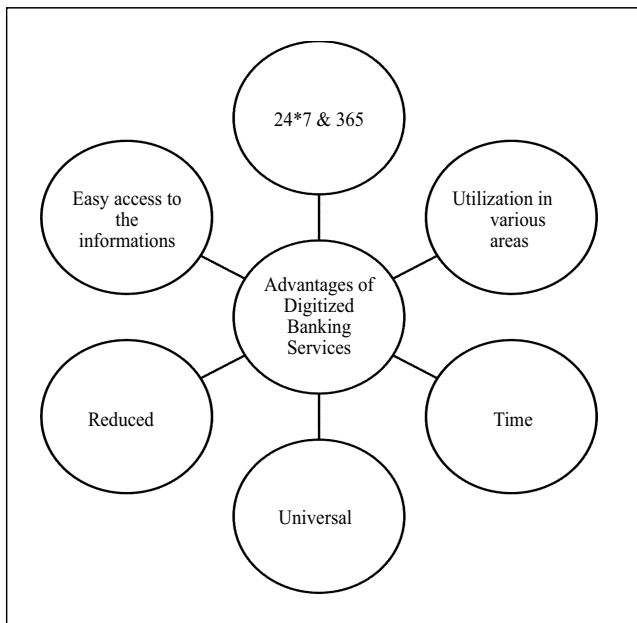 24*7 & 365
Easy access to
the
informations
Utilization in
various
areas
Advantages of
Digitized
Banking
Services
Reduced
Time
Universal